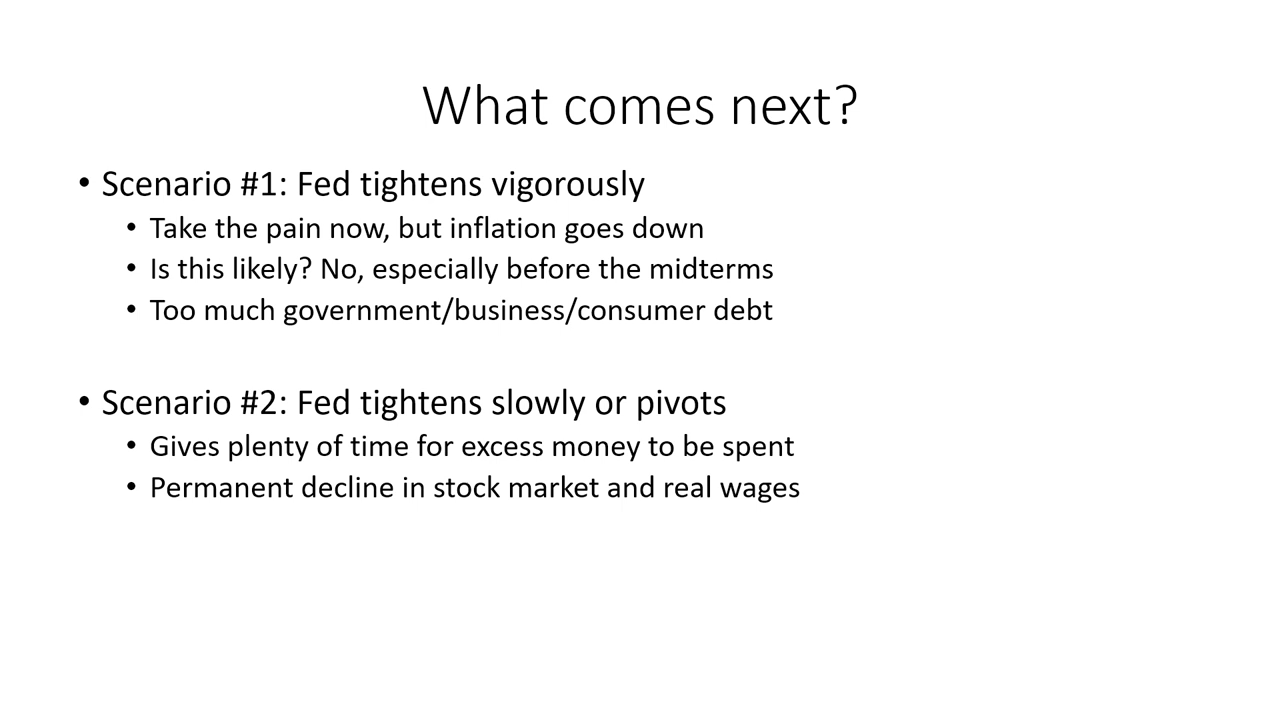 What comes next?
• Scenario #1: Fed tightens vigorously
• Take the pain now, but inflation goes down
• Is this likely? No, especially before the midterms
• Too much government/business/consumer debt
• Scenario #2: Fed tightens slowly or pivots
• Gives plenty of time for excess money to be spent
• Permanent decline in stock market and real wages